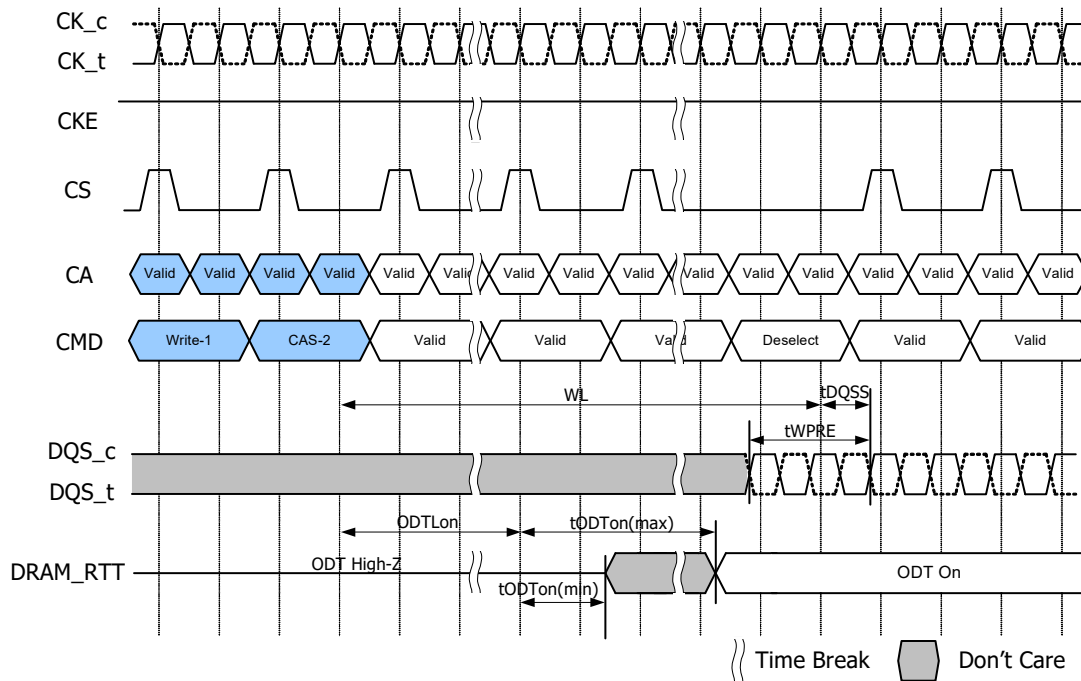 CK_c
CK_t
CKE
CS
CA Valid Valid Valid Valid Valid Valid Valid Valid Valid Valid Valid Valid Valid Valid Valid Valid
CMD Write-1 CAS-2 Valid Valid Valid Deselect Valid Valid
WL tDQSS
tWPRE
DQS_c
DQS_t
ODTLon tODTon(max)
DRAM_RTT ODT High-Z ODT On
tODTon(min)
Time Break Don't Care